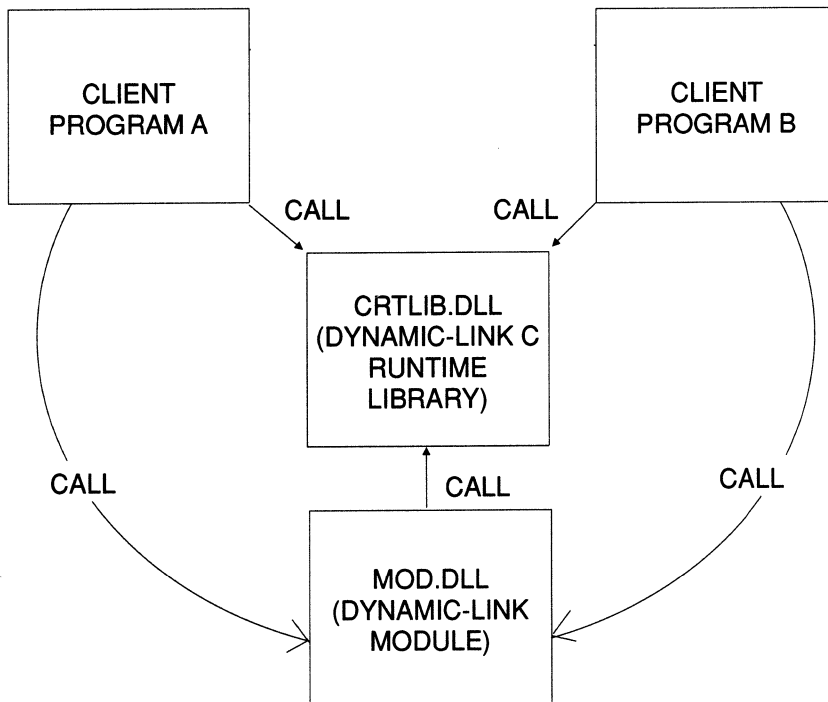 CLIENT
PROGRAM A
CLIENT
PROGRAM B
CALL
CALL
CRTLIB.DLL
(DYNAMIC-LINK C
RUNTIME
LIBRARY)
CALL
CALL
CALL
MOD.DLL
(DYNAMIC-LINK
MODULE)